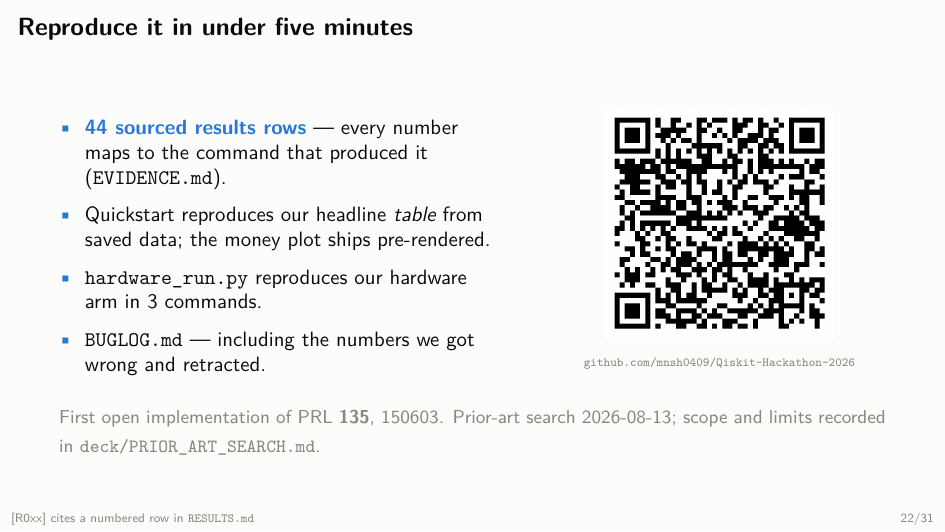 Reproduce it in under five minutes
44 sourced results rows — every number
maps to the command that produced it
(EVIDENCE.md).
Quickstart reproduces our headline table from
saved data; the money plot ships pre-rendered.
hardware_run.py reproduces our hardware
arm in 3 commands.
BUGLOG.md — including the numbers we got
wrong and retracted.
github.com/mnsh0409/Qiskit-Hackathon-2026
First open implementation of PRL 135, 150603. Prior-art search 2026-08-13; scope and limits recorded
in deck/PRIOR_ART_SEARCH.md.
[R0xx] cites a numbered row in RESULTS.md
22/31